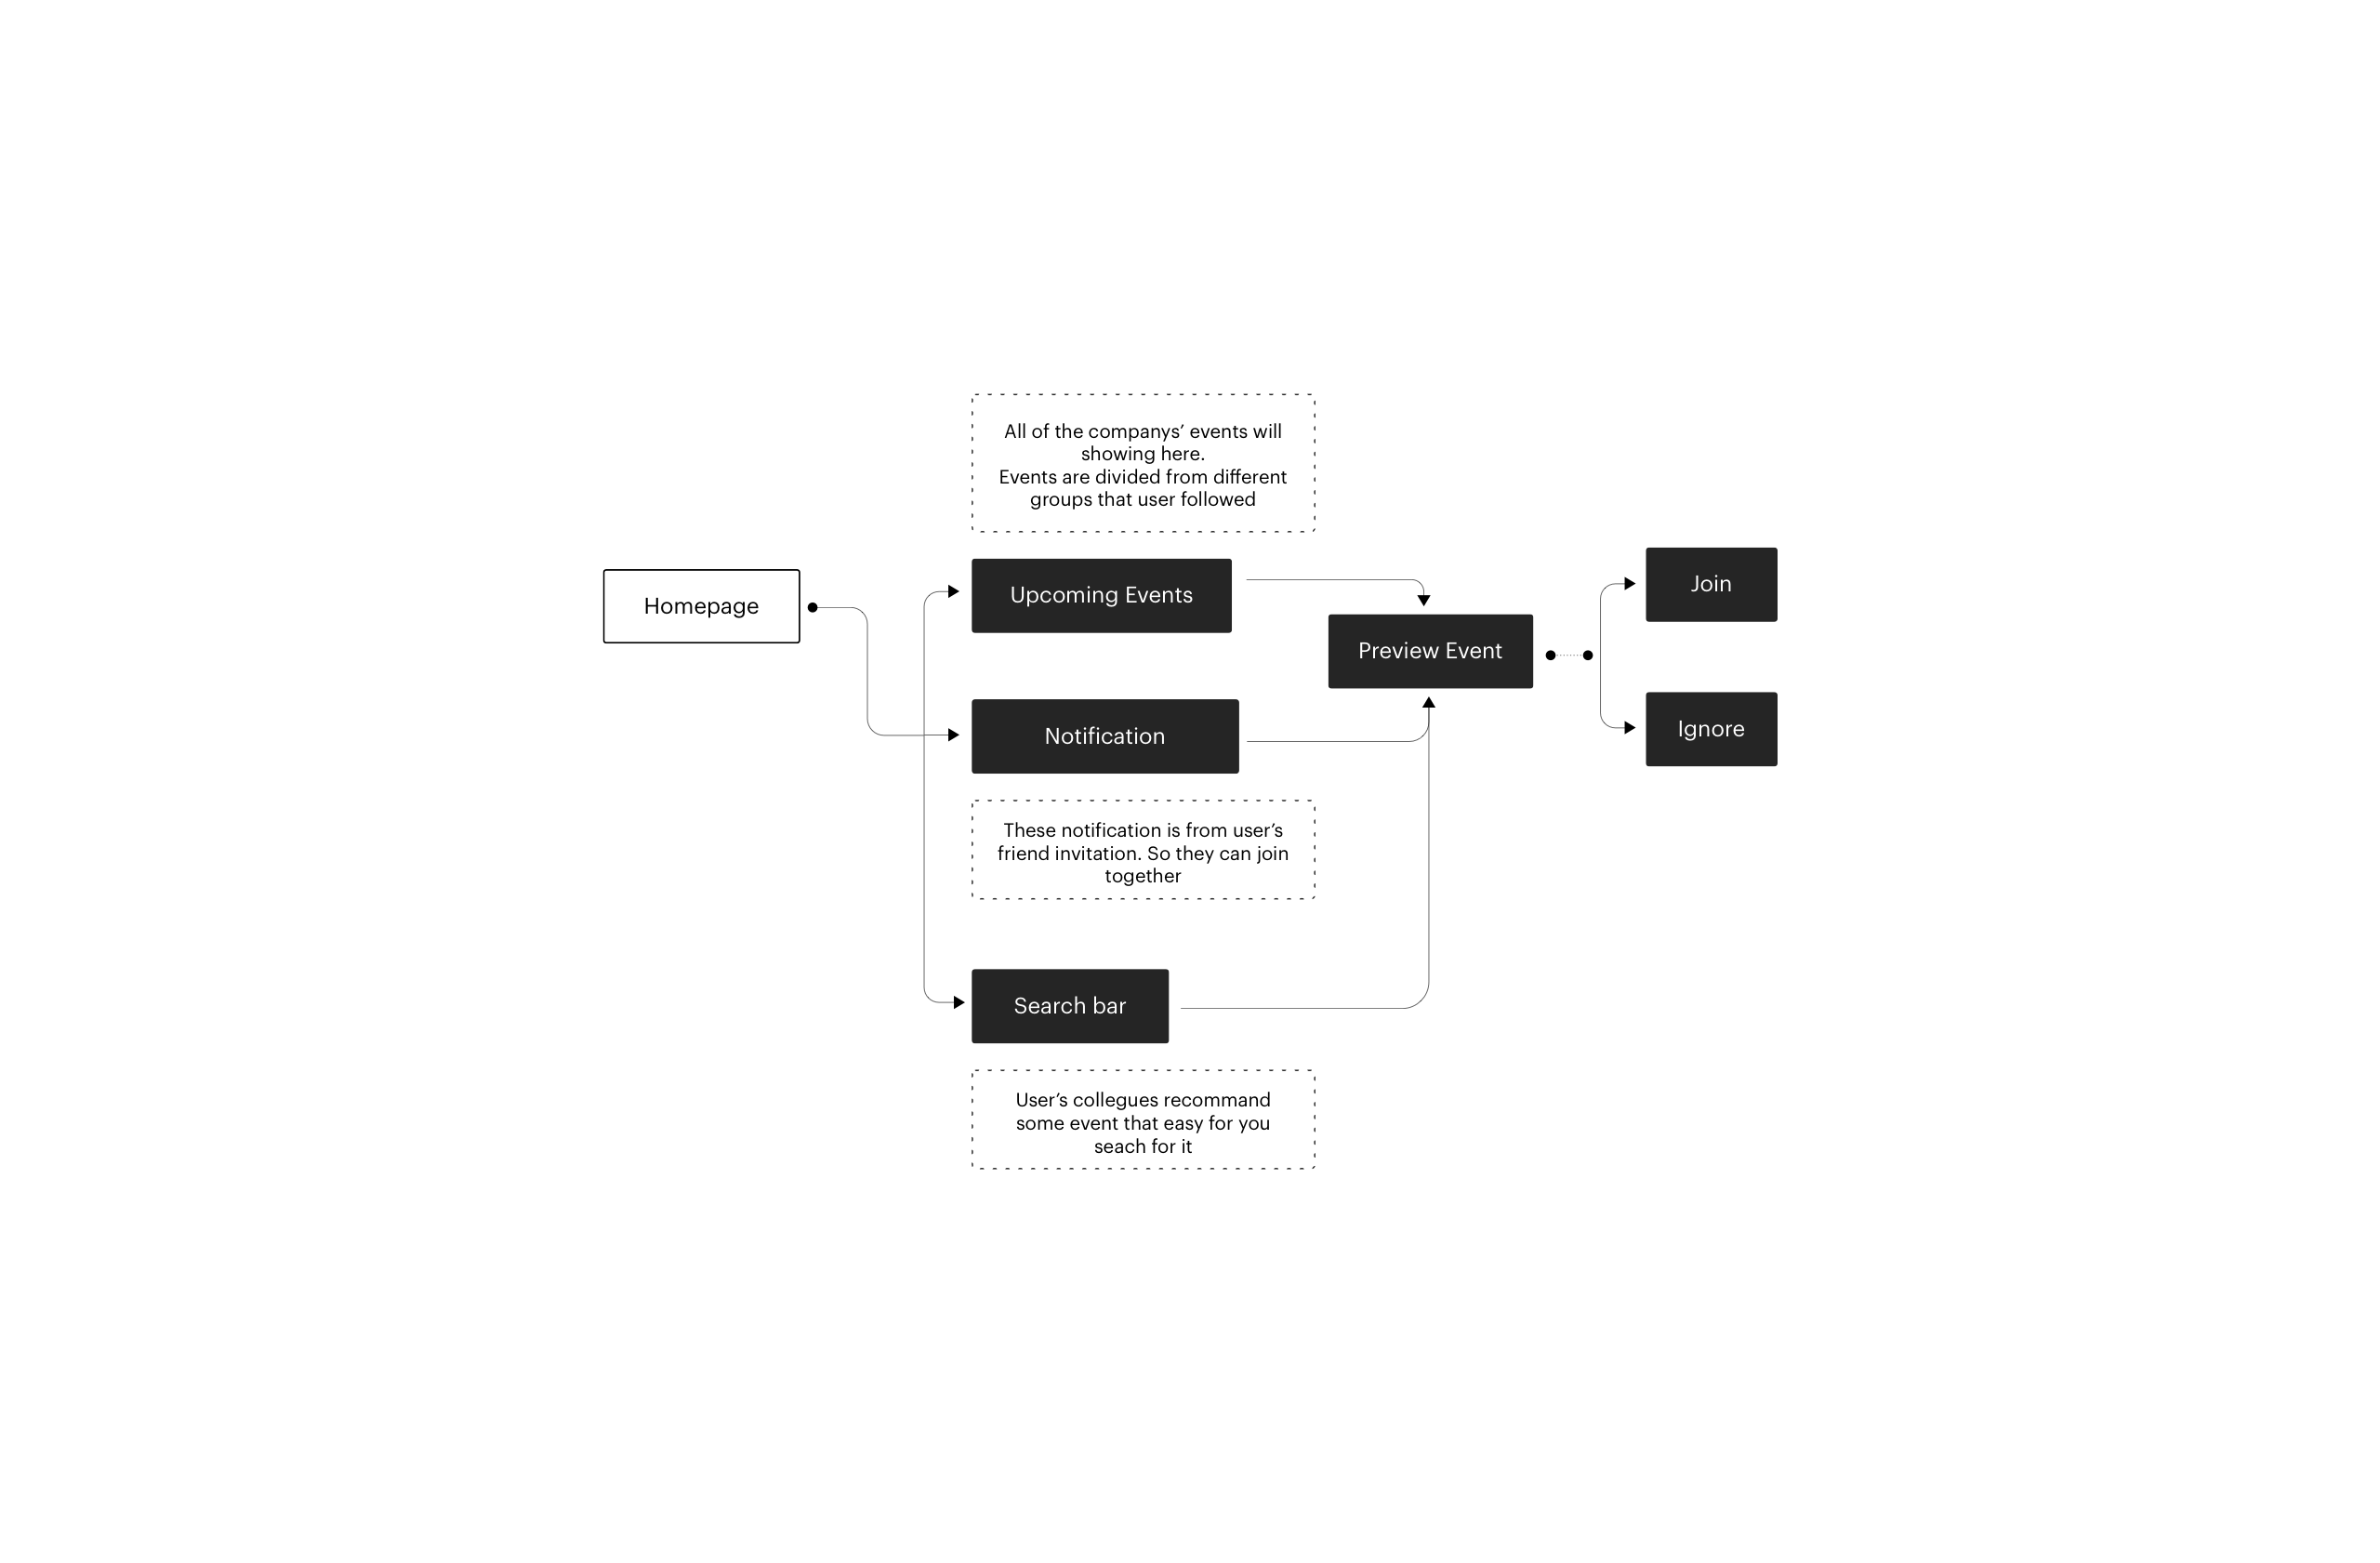 All of the companys’ events will
showing here.
Events are divided from different
groups that user followed
Homepage
Upcoming Events
Join
Preview Event
Notification
Ignore
These notification is from user’s
friend invitation. So they can join
together
Search bar
User’s collegues recommand
some event that easy for you
seach for it